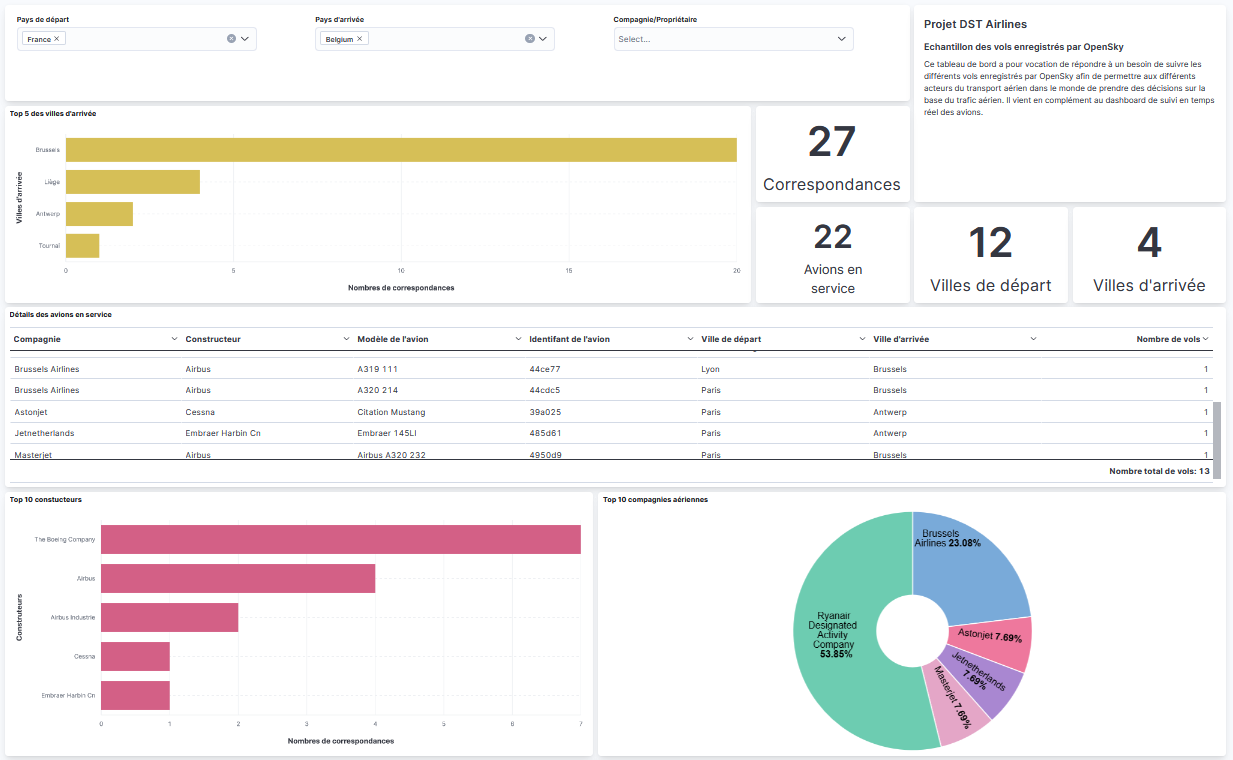 Pays de départ
Pays d'arrivée
Compagnie/Propriétaire
France
Belgium
Select...
Projet DST Airlines
Echantillon des vols enregistrés par OpenSky
Ce tableau de bord a pour vocation de répondre à un besoin de suivre les
différents vols enregistrés par OpenSky afin de permettre aux différents
acteurs du transport aérien dans le monde de prendre des décisions sur la
base du trafic aérien. Il vient en complément au dashboard de suivi en temps
réel des avions.
Top 5 des villes d'arrivée
Villes d'arrivée
Brussels
Liège
Antwerp
Tournai
0 5 10 15 20
Nombres de correspondances
27
Correspondances
22
Avions en
service
12
Villes de départ
4
Villes d'arrivée
Détails des avions en service
Compagnie Constructeur Modèle de l'avion Identifant de l'avion Ville de départ Ville d'arrivée Nombre de vols
Brussels Airlines Airbus A319 111 44ce77 Lyon Brussels 1
Brussels Airlines Airbus A320 214 44cdc5 Paris Brussels 1
Astonjet Cessna Citation Mustang 39a025 Paris Antwerp 1
Jetnetherlands Embraer Harbin Cn Embraer 145LI 485d61 Paris Antwerp 1
Masterjet Airbus Airbus A320 232 4950d9 Paris Brussels 1
Nombre total de vols: 13
Top 10 constucteurs
Construteurs
The Boeing Company
Airbus
Airbus Industrie
Cessna
Embraer Harbin Cn
0 1 2 3 4 5 6 7
Nombres de correspondances
Top 10 compagnies aériennes
Brussels
Airlines 23.08%
Astonjet 7.69%
Jetnetherlands
7.69%
Masterjet 7.69%
Ryanair
Designated
Activity
Company
53.85%